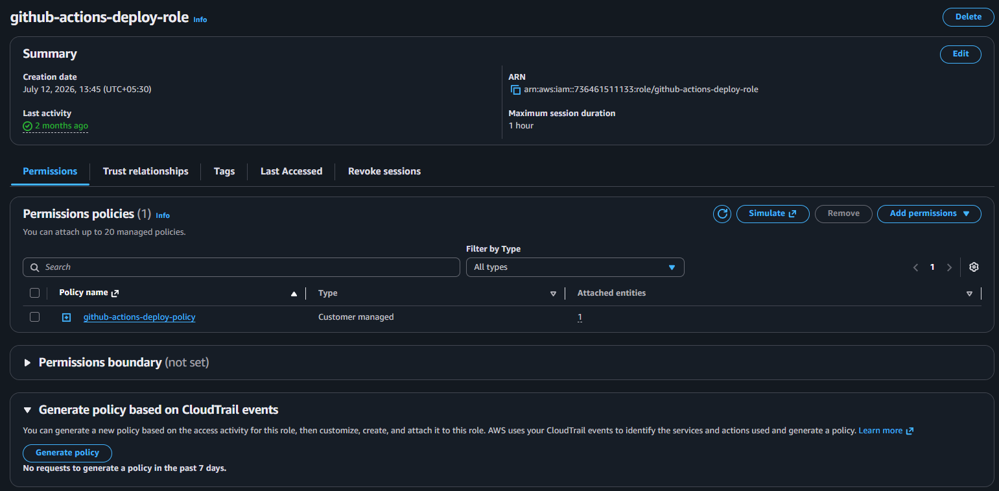 github-actions-deploy-role Info
Delete
Summary
Edit
Creation date
July 12, 2026, 13:45 (UTC+05:30)
ARN
arn:aws:iam::736461511133:role/github-actions-deploy-role
Last activity
2 months ago
Maximum session duration
1 hour
Permissions
Trust relationships
Tags
Last Accessed
Revoke sessions
Permissions policies (1) Info
You can attach up to 20 managed policies.
Simulate
Remove
Add permissions
Filter by Type
Search
All types
1
Policy name
Type
Attached entities
github-actions-deploy-policy
Customer managed
1
Permissions boundary (not set)
Generate policy based on CloudTrail events
You can generate a new policy based on the access activity for this role, then customize, create, and attach it to this role. AWS uses your CloudTrail events to identify the services and actions used and generate a policy. Learn more
Generate policy
No requests to generate a policy in the past 7 days.